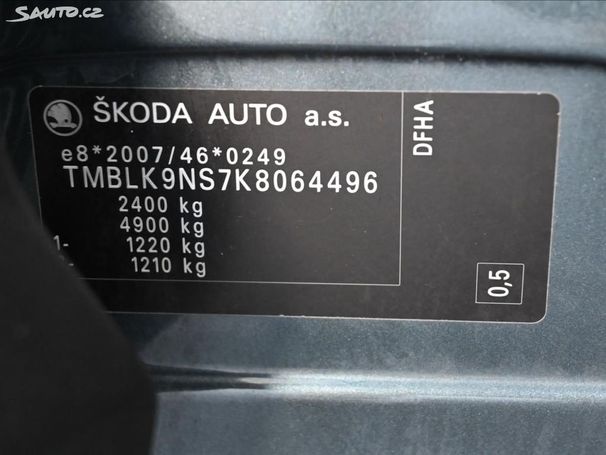 SAUTO.CZ
ŠKODA AUTO a.s.
e8*2007/46*0249
TMBLK9NS7K8064496
2400 kg
4900 kg
1- 1220 kg
1210 kg
DFHA
0,5